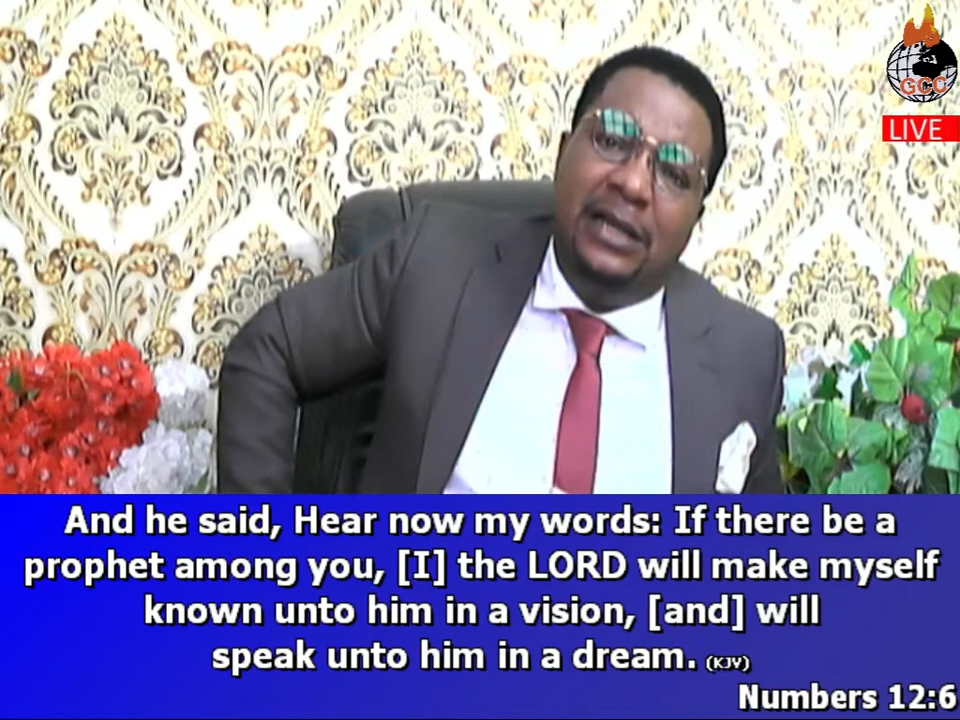 GCC
LIVE
And he said, Hear now my words: If there be a
prophet among you, [I] the LORD will make myself
known unto him in a vision, [and] will
speak unto him in a dream. (KJV)
Numbers 12:6